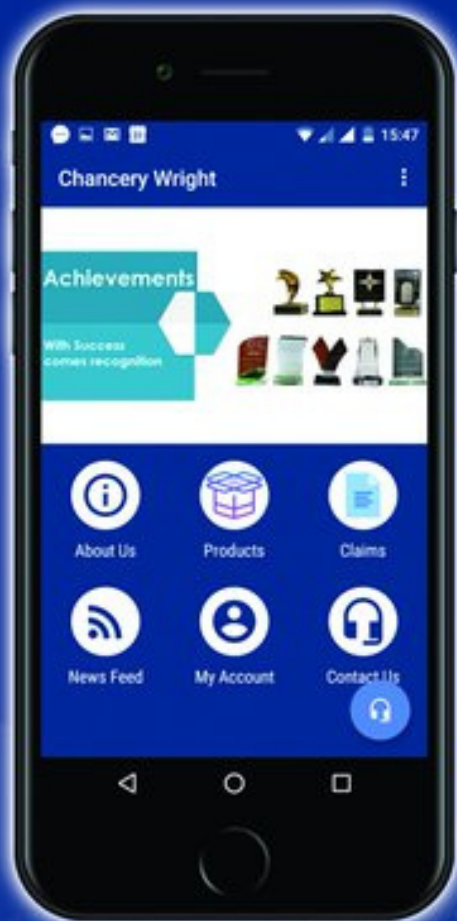 15:47
Chancery Wright
Achievements
With Success
comes recognition
About Us
Products
Claims
News Feed
My Account
Contact Us